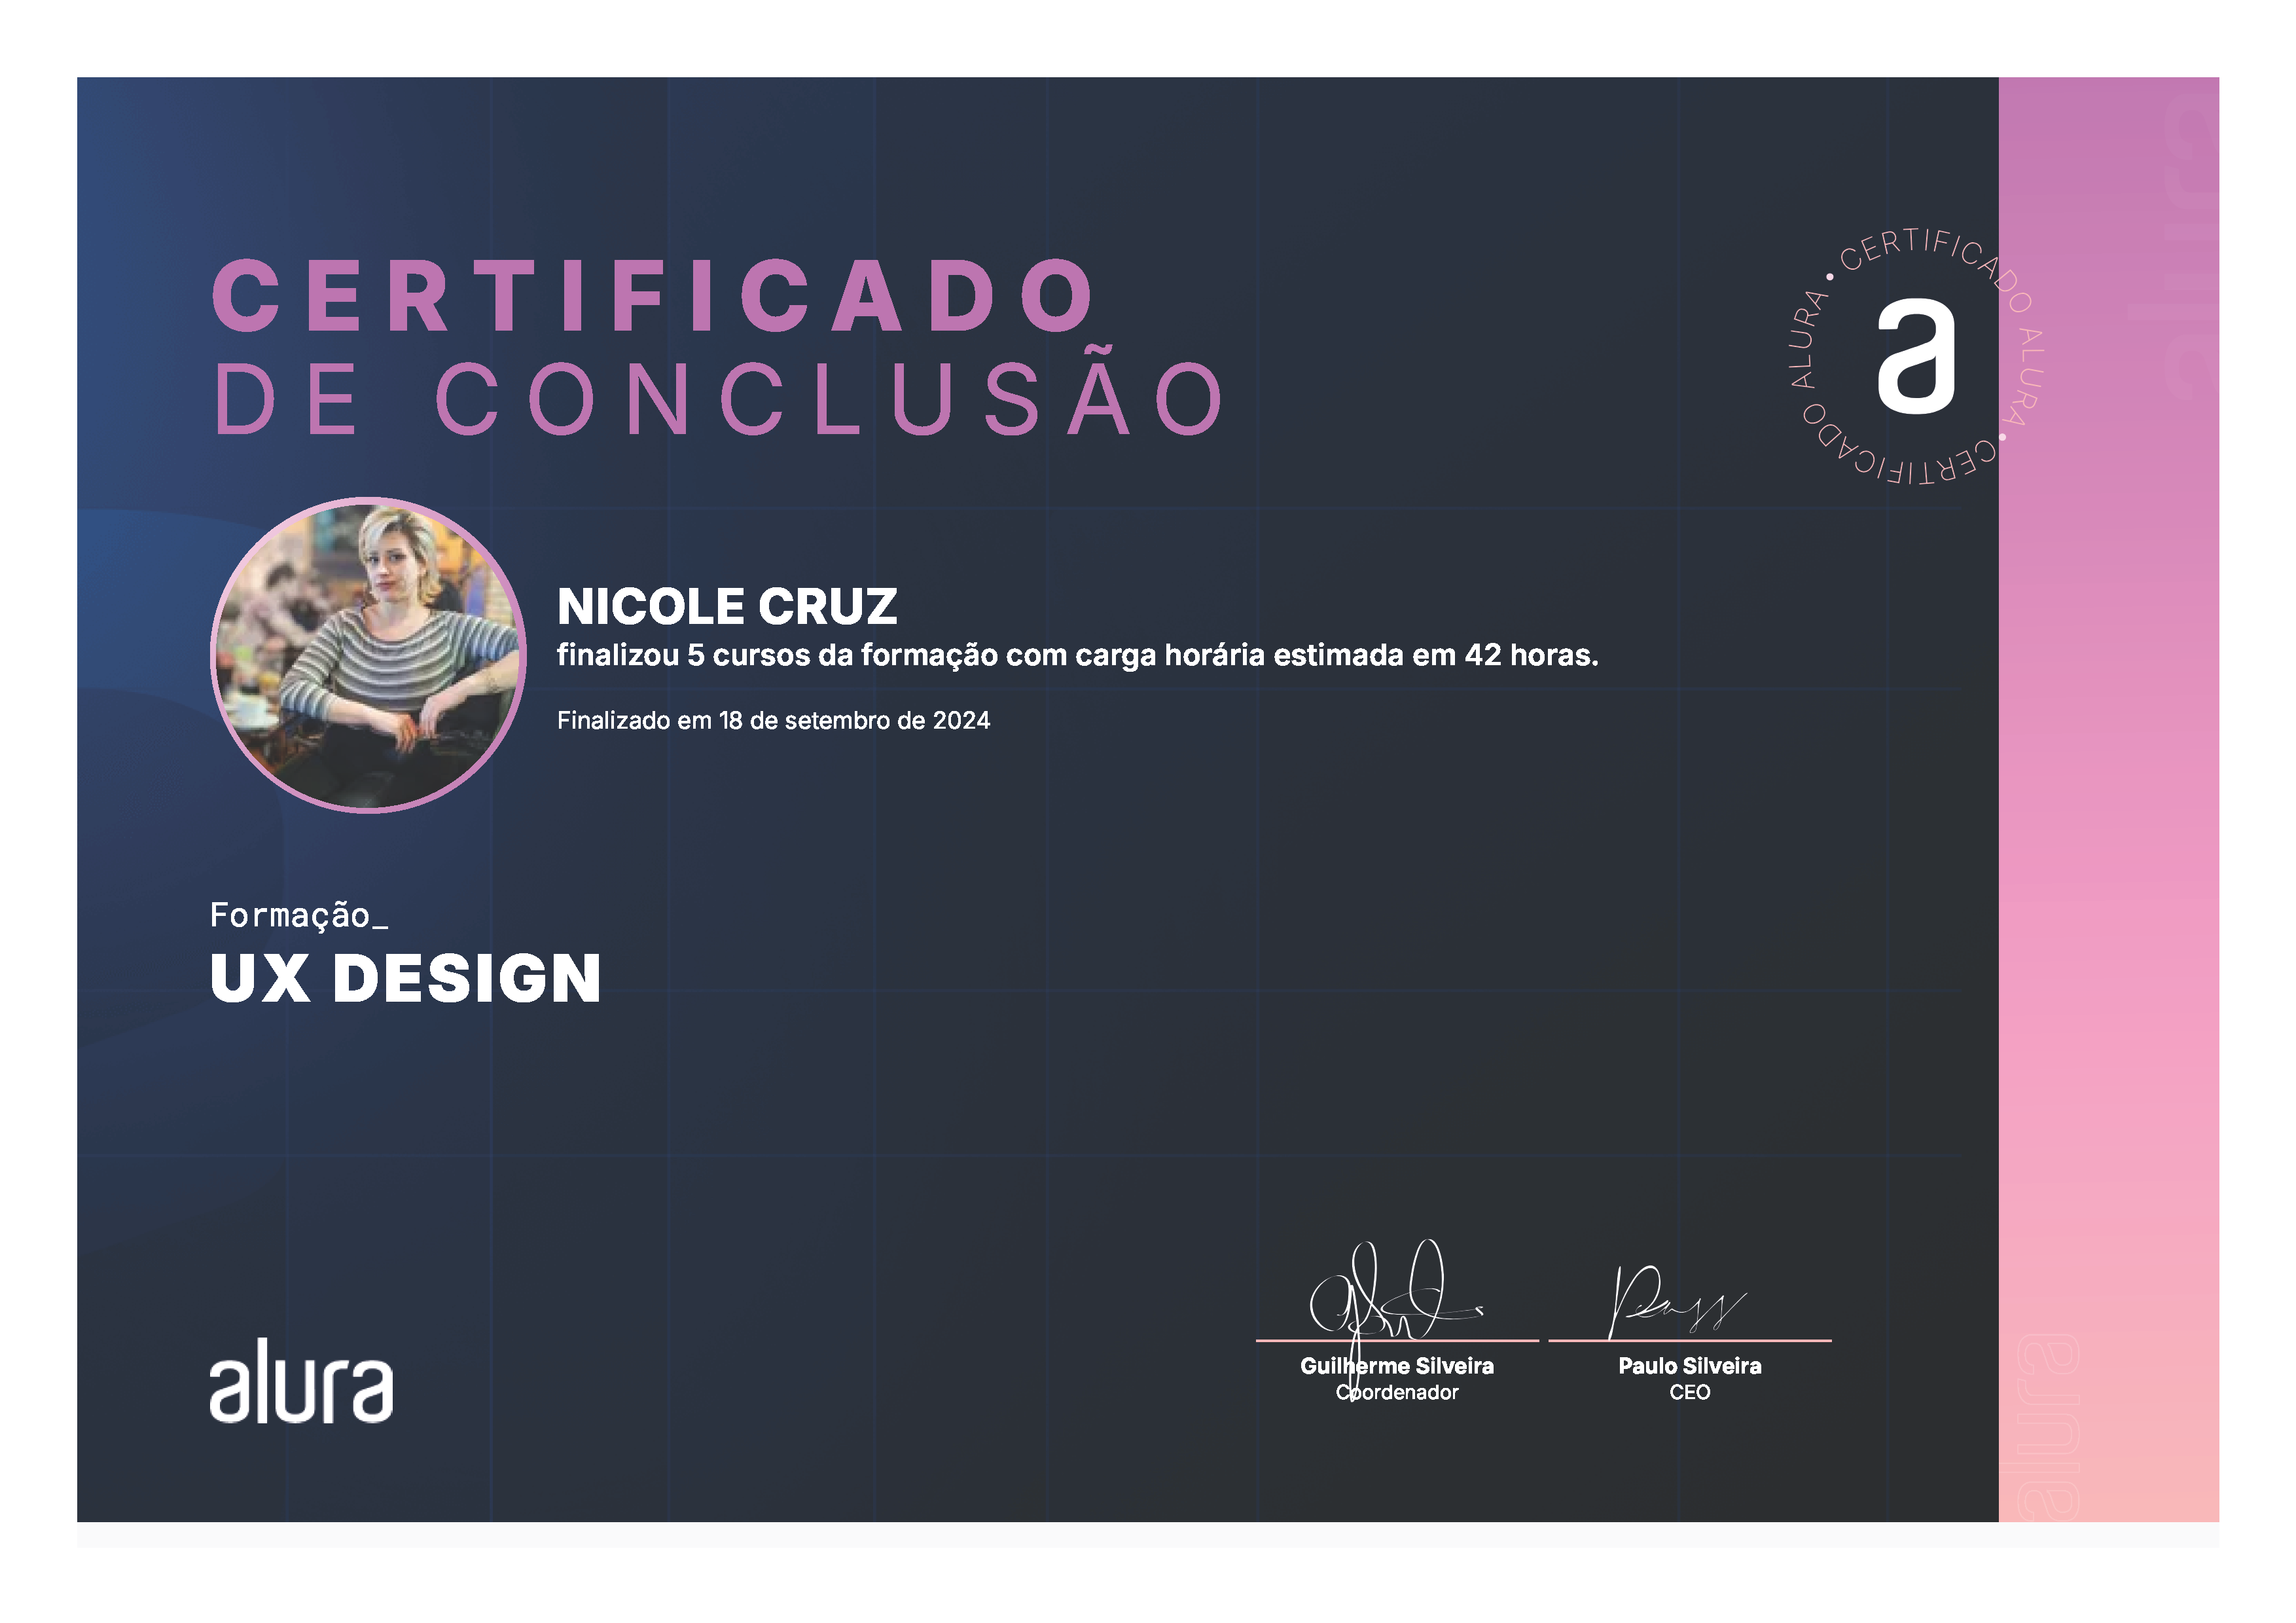 CERTIFICADO
DE CONCLUSÃO
CERTIFICADO ALURA • CERTIFICADO ALURA •
a
NICOLE CRUZ
finalizou 5 cursos da formação com carga horária estimada em 42 horas.
Finalizado em 18 de setembro de 2024
Formação_
UX DESIGN
alura
Guilherme Silveira
Coordenador
Paulo Silveira
CEO
alura
alura